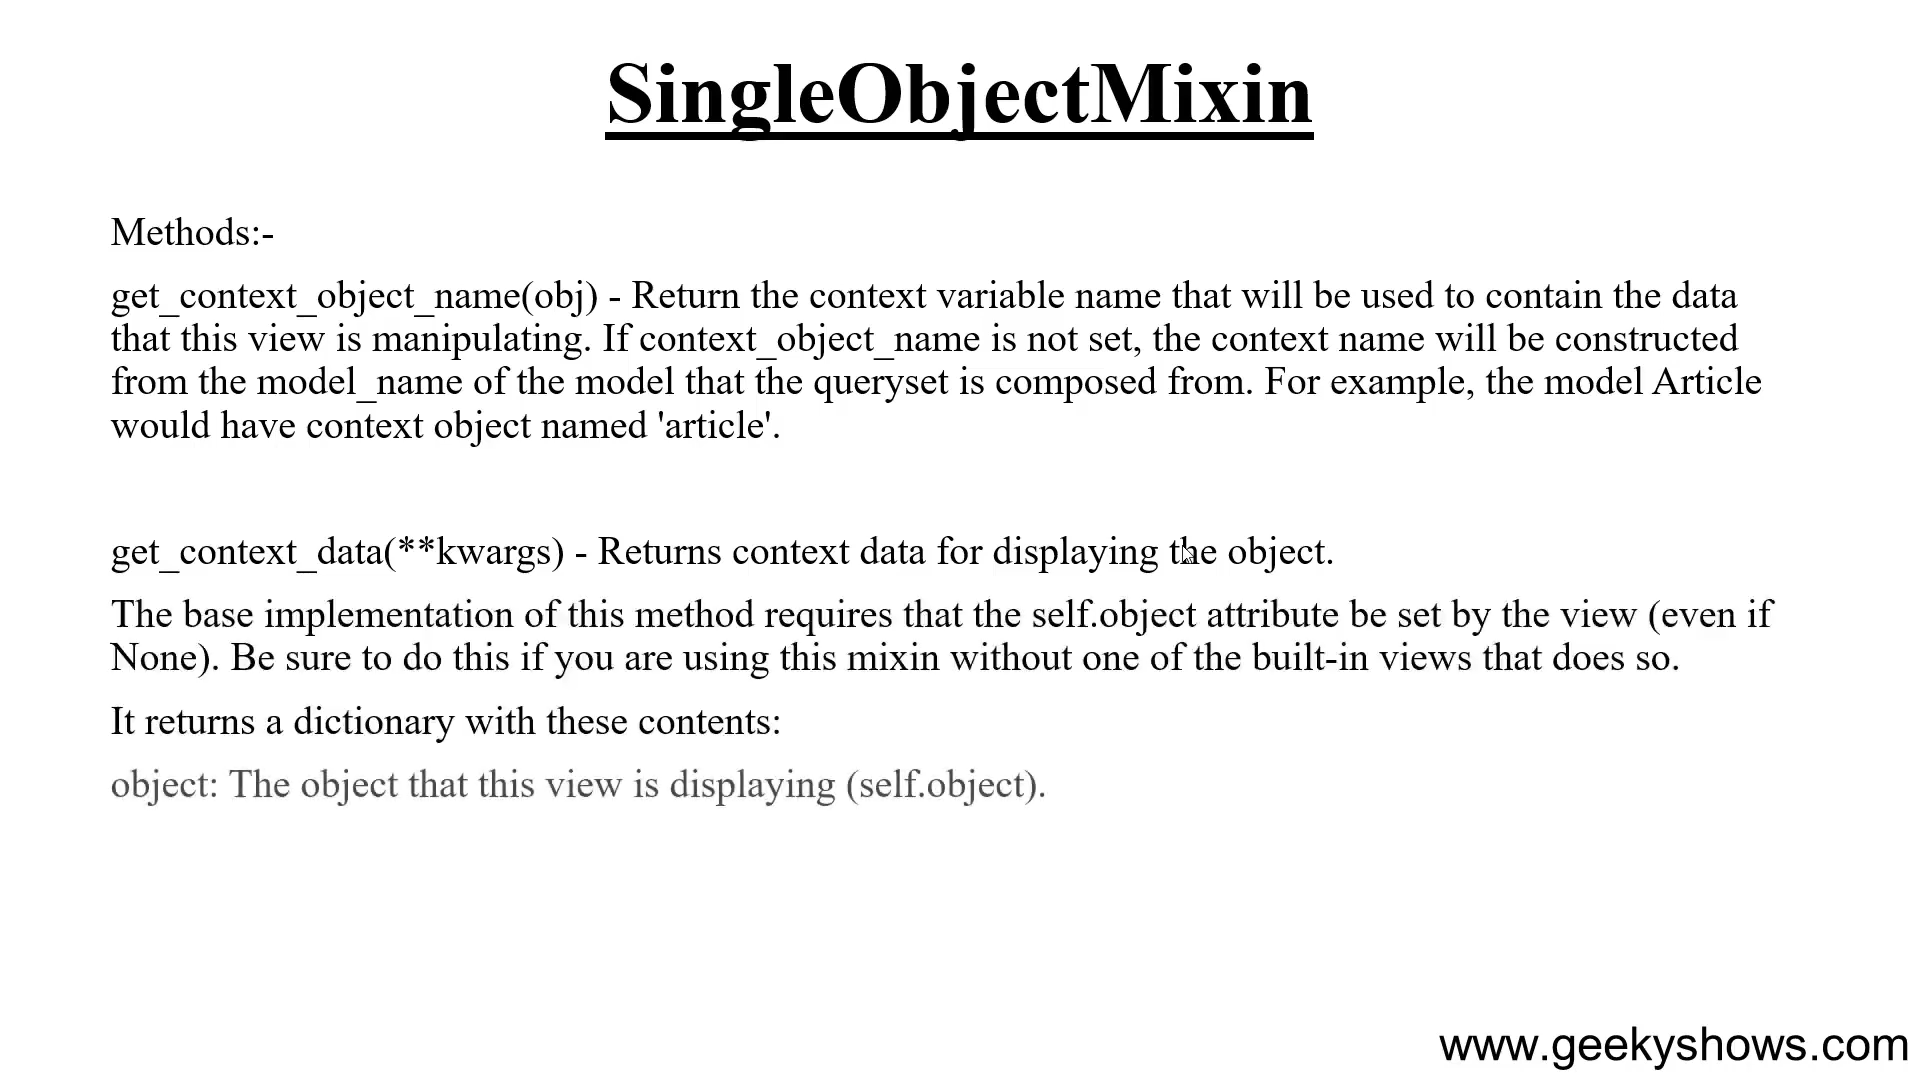 SingleObjectMixin
Methods:-
get_context_object_name(obj) - Return the context variable name that will be used to contain the data
that this view is manipulating. If context_object_name is not set, the context name will be constructed
from the model_name of the model that the queryset is composed from. For example, the model Article
would have context object named 'article'.
get_context_data(**kwargs) - Returns context data for displaying the object.
The base implementation of this method requires that the self.object attribute be set by the view (even if
None). Be sure to do this if you are using this mixin without one of the built-in views that does so.
It returns a dictionary with these contents:
object: The object that this view is displaying (self.object).
www.geekyshows.com